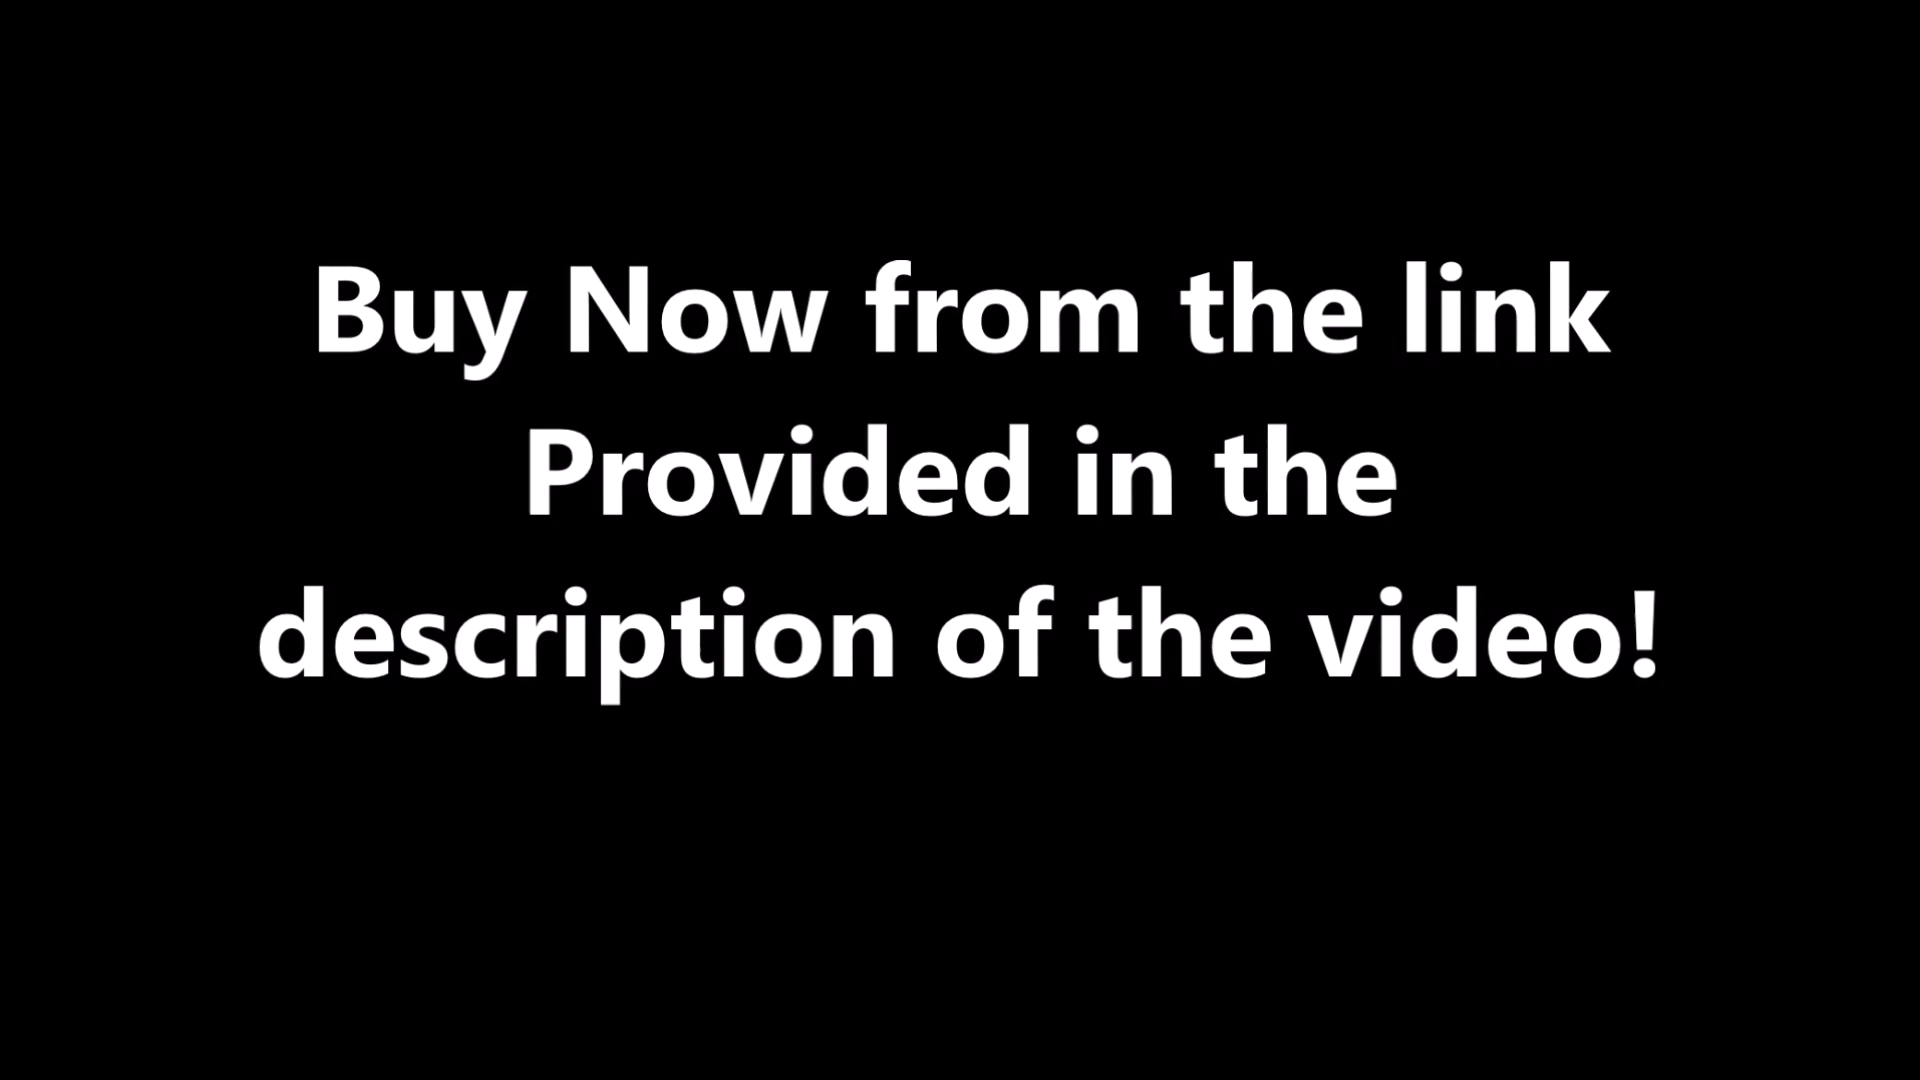 Buy Now from the link
Provided in the
description of the video!